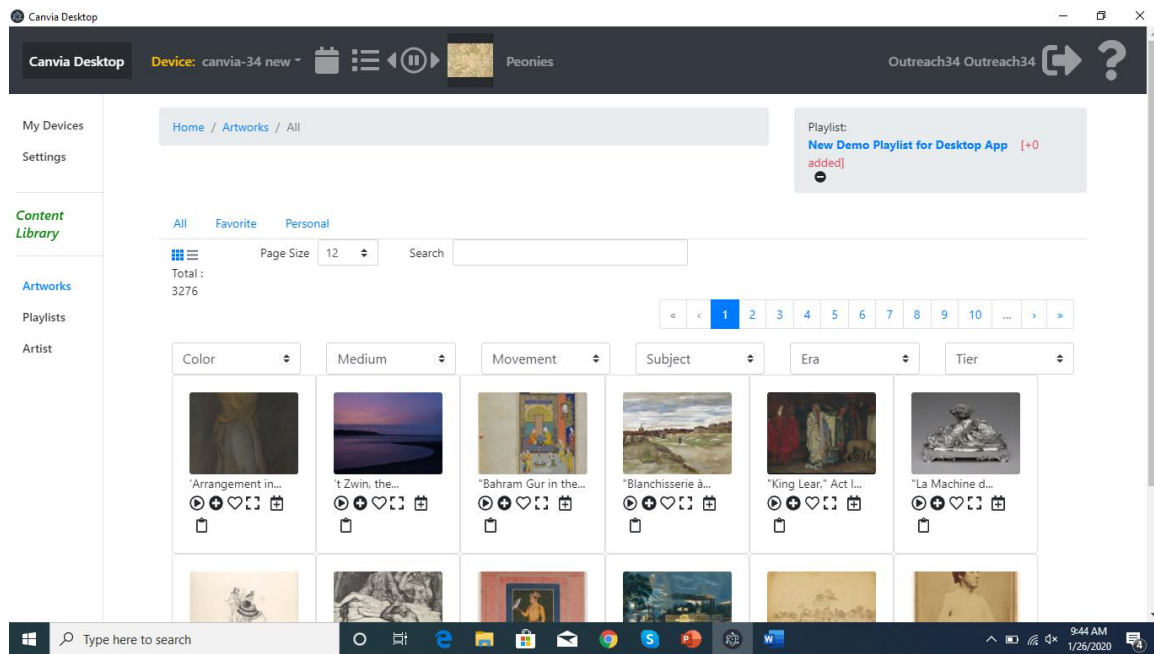 Canvia Desktop
Canvia Desktop Device: canvia-34 new Peonies Outreach34 Outreach34 ?
My Devices
Settings
Content
Library
Artworks
Playlists
Artist
Home / Artworks / All
Playlist:
New Demo Playlist for Desktop App [+0
added]
All Favorite Personal
Page Size 12 Search
Total :
3276
« ‹ 1 2 3 4 5 6 7 8 9 10 ... › »
Color Medium Movement Subject Era Tier
'Arrangement in... 't Zwin, the... "Bahram Gur in the... "Blanchisserie à... "King Lear," Act I... "La Machine d...
Type here to search
9:44 AM
1/26/2020